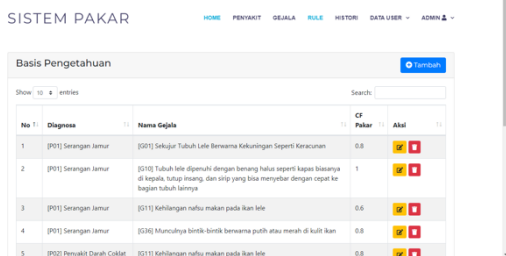 SISTEM PAKAR
HOME PENYAKIT GEJALA RULE HISTORI DATA USER ADMIN
Basis Pengetahuan
Tambah
Show 10 entries
Search:
No Diagnosa Nama Gejala CF Pakar Aksi
1 [P01] Serangan Jamur [G01] Sekujur Tubuh Lele Berwarna Kekuningan Seperti Keracunan 0.8
2 [P01] Serangan Jamur [G10] Tubuh lele dipenuhi dengan benang halus seperti kapas biasanya 1
di kepala, tutup insang, dan sirip yang bisa menyebar dengan cepat ke
bagian tubuh lainnya
3 [P01] Serangan Jamur [G11] Kehilangan nafsu makan pada ikan lele 0.6
4 [P01] Serangan Jamur [G36] Munculnya bintik-bintik berwarna putih atau merah di kulit ikan 0.8
5 [P02] Penyakit Darah Coklat [G11] Kehilangan nafsu makan pada ikan lele 0.8